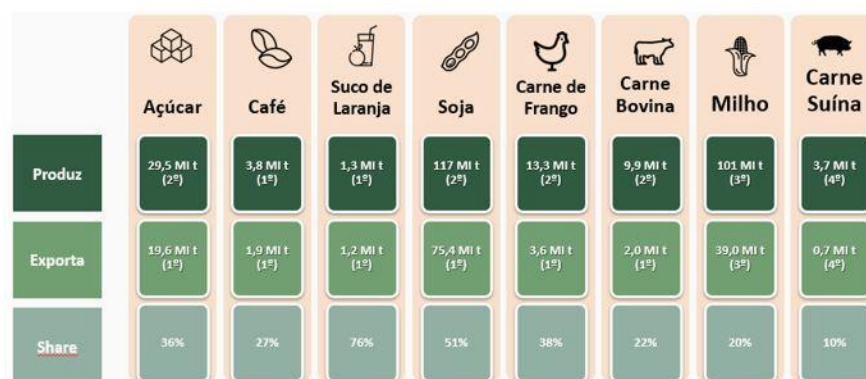 Açúcar
Café
Suco de
Laranja
Soja
Carne de
Frango
Carne
Bovina
Milho
Carne
Suína
Produz
29,5 MI t
(2º)
3,8 MI t
(1º)
1,3 MI t
(1º)
117 MI t
(2º)
13,3 MI t
(2º)
9,9 MI t
(2º)
101 MI t
(3º)
3,7 MI t
(4º)
Exporta
19,6 MI t
(1º)
1,9 MI t
(1º)
1,2 MI t
(1º)
75,4 MI t
(1º)
3,6 MI t
(1º)
2,0 MI t
(1º)
39,0 MI t
(3º)
0,7 MI t
(4º)
Share
36%
27%
76%
51%
38%
22%
20%
10%